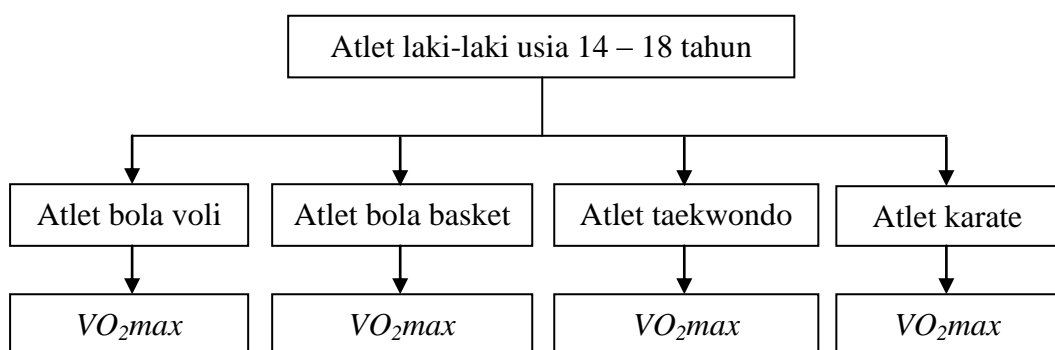 Atlet laki-laki usia 14 – 18 tahun
Atlet bola voli
Atlet bola basket
Atlet taekwondo
Atlet karate
VO₂max
VO₂max
VO₂max
VO₂max